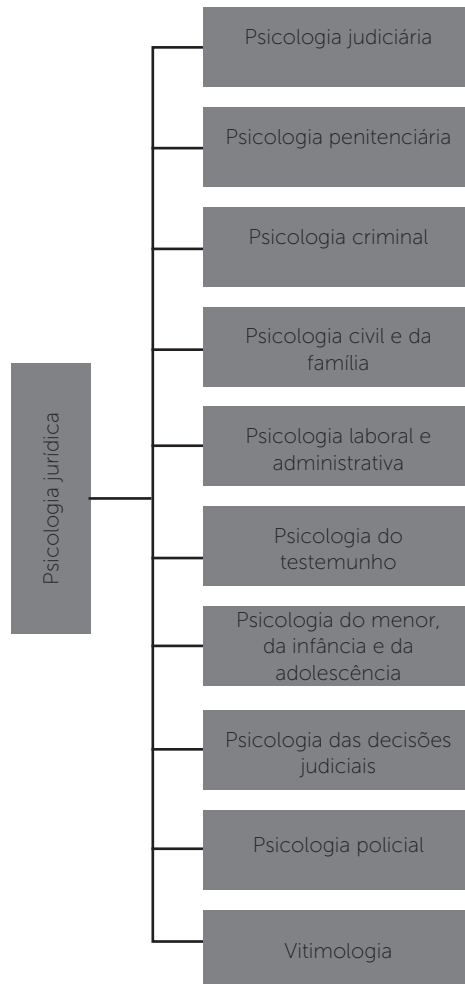 Psicologia jurídica
Psicologia judiciária
Psicologia penitenciária
Psicologia criminal
Psicologia civil e da
família
Psicologia laboral e
administrativa
Psicologia do
testemunho
Psicologia do menor,
da infância e da
adolescência
Psicologia das decisões
judiciais
Psicologia policial
Vitimologia